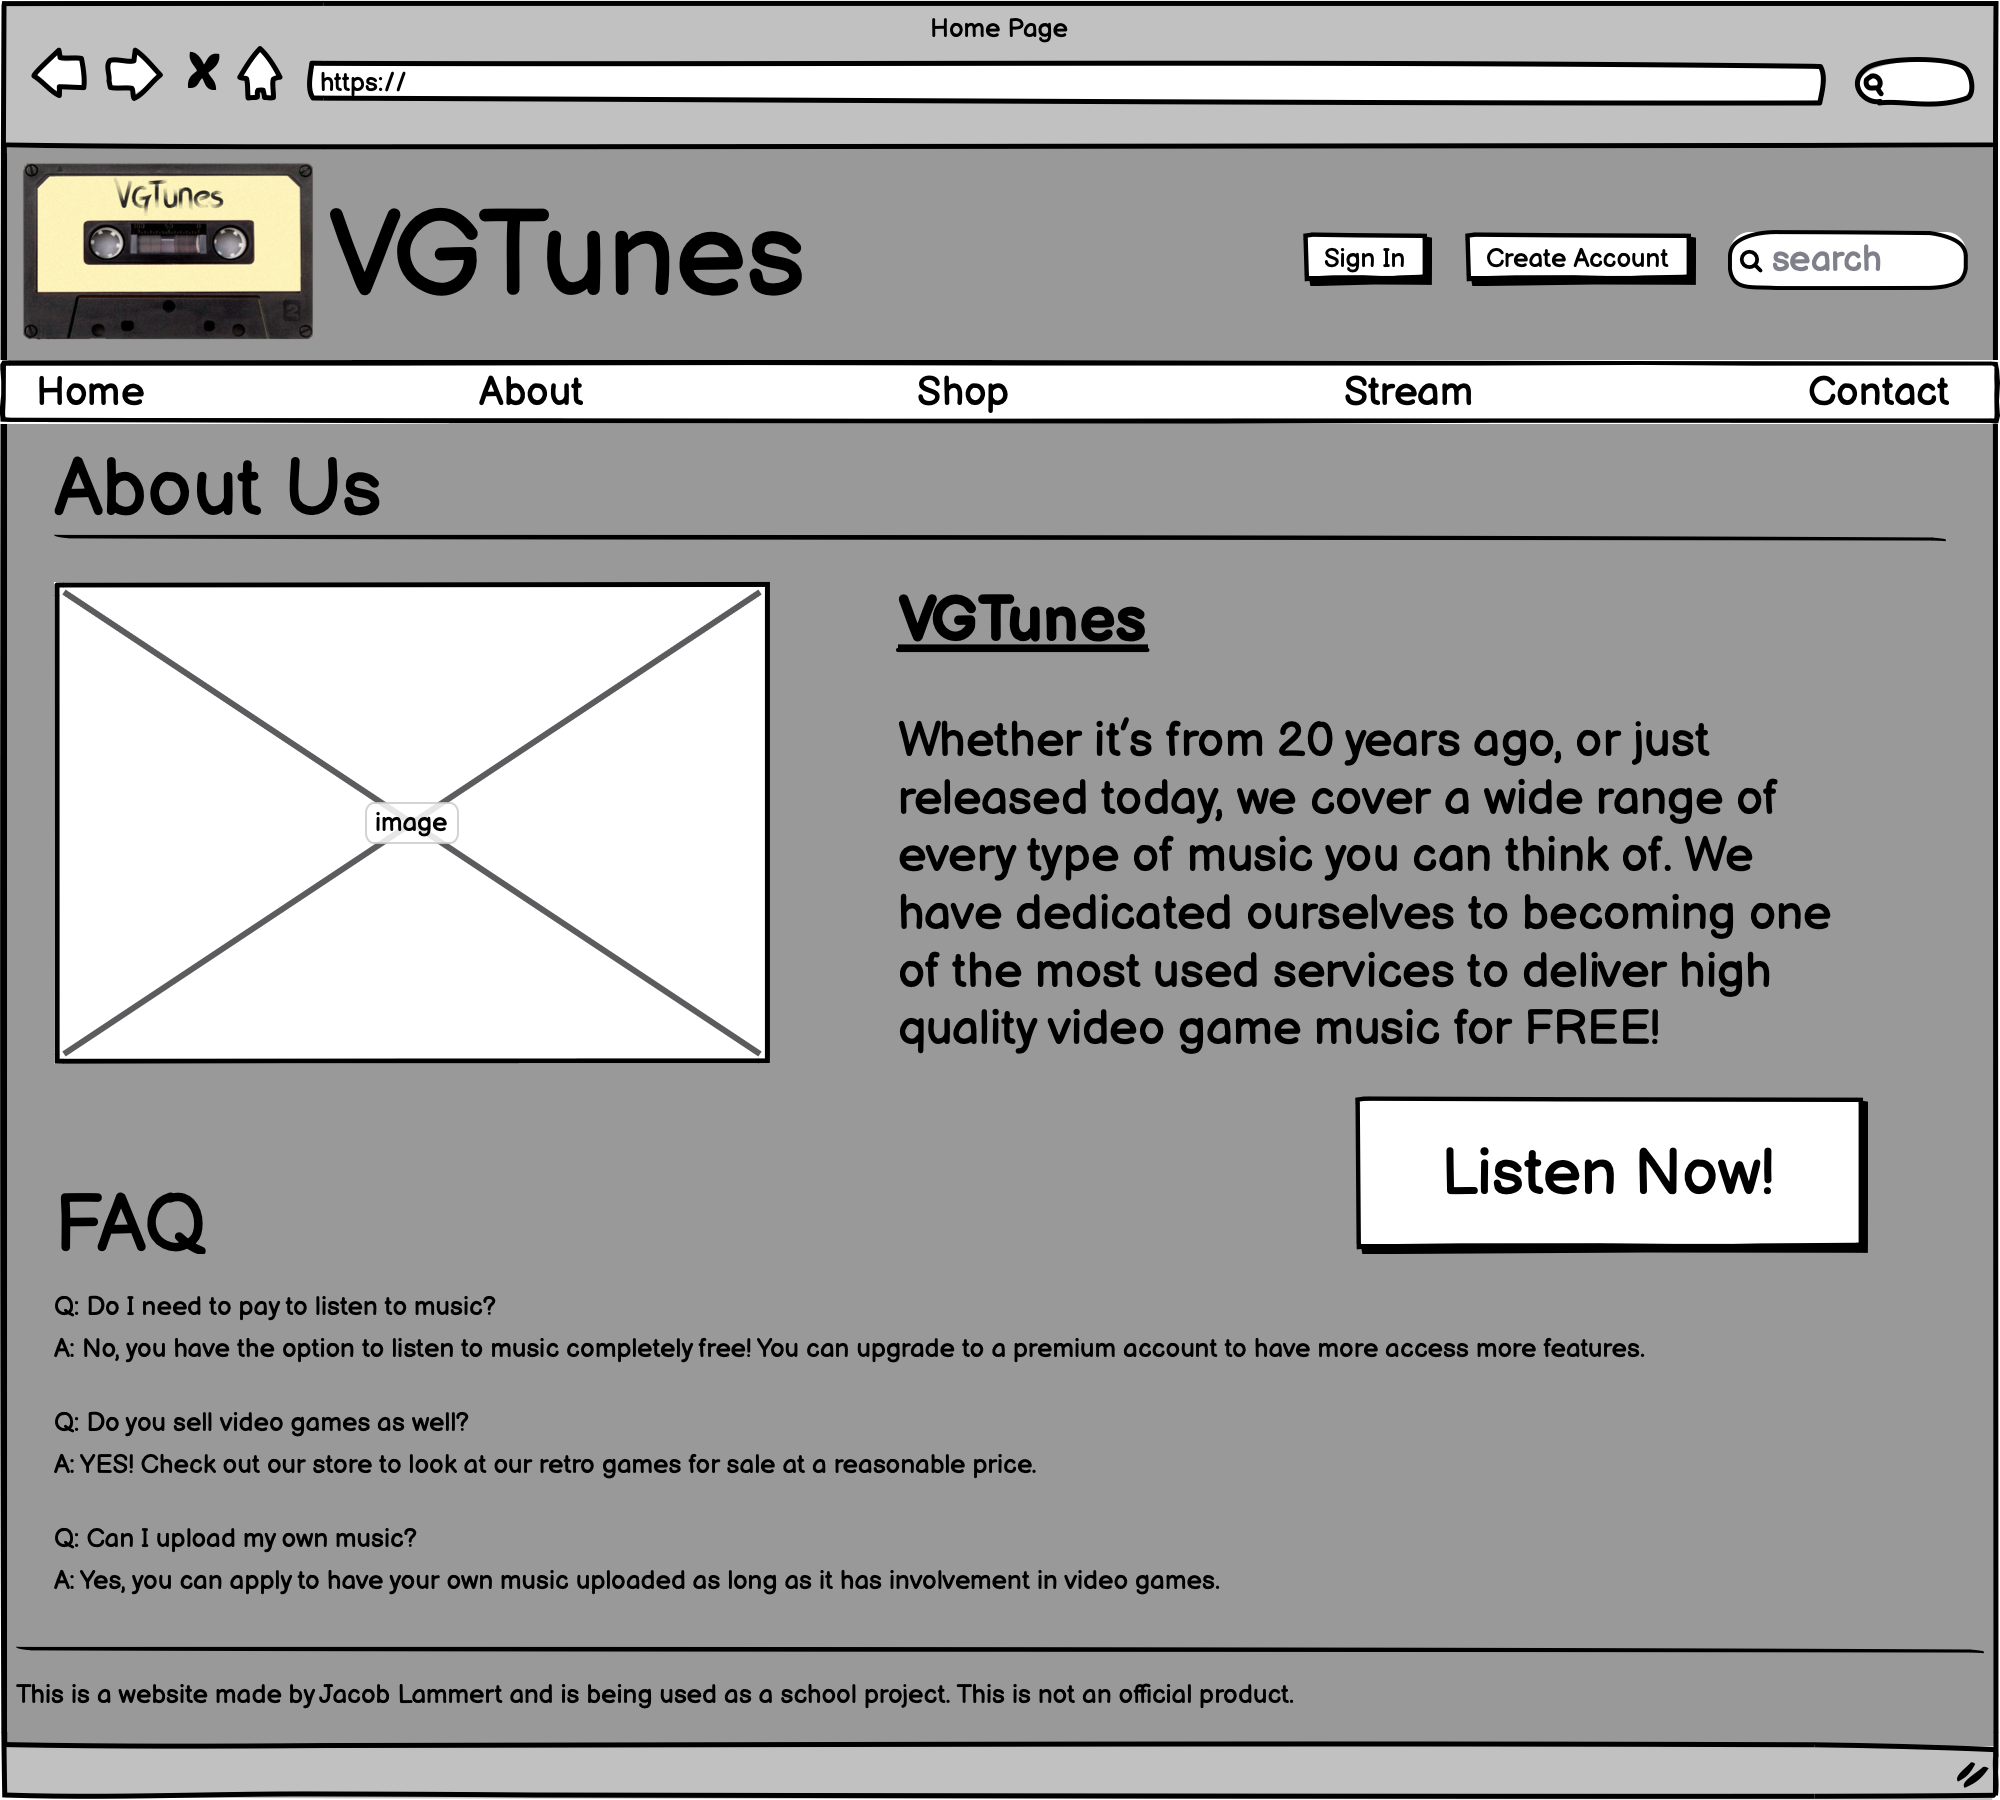 Home Page
https://
VGTunes
VGTunes
Sign In
Create Account
search
Home About Shop Stream Contact
About Us
image
VGTunes
Whether it's from 20 years ago, or just
released today, we cover a wide range of
every type of music you can think of. We
have dedicated ourselves to becoming one
of the most used services to deliver high
quality video game music for FREE!
Listen Now!
FAQ
Q: Do I need to pay to listen to music?
A: No, you have the option to listen to music completely free! You can upgrade to a premium account to have more access more features.
Q: Do you sell video games as well?
A: YES! Check out our store to look at our retro games for sale at a reasonable price.
Q: Can I upload my own music?
A: Yes, you can apply to have your own music uploaded as long as it has involvement in video games.
This is a website made by Jacob Lammert and is being used as a school project. This is not an official product.